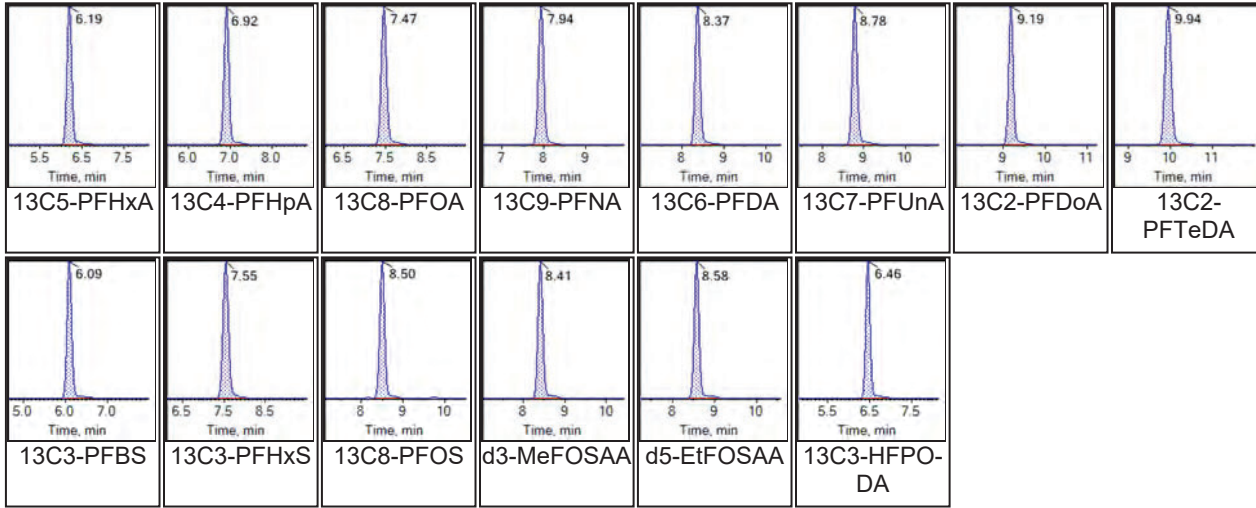 6.19
5.5 6.5 7.5
Time, min
13C5-PFHxA
6.92
6.0 7.0 8.0
Time, min
13C4-PFHpA
7.47
6.5 7.5 8.5
Time, min
13C8-PFOA
7.94
7 8 9
Time, min
13C9-PFNA
8.37
8 9 10
Time, min
13C6-PFDA
8.78
8 9 10
Time, min
13C7-PFUnA
9.19
9 10 11
Time, min
13C2-PFDoA
9.94
9 10 11
Time, min
13C2-
PFTeDA
6.09
5.0 6.0 7.0
Time, min
13C3-PFBS
7.55
6.5 7.5 8.5
Time, min
13C3-PFHxS
8.50
8 9 10
Time, min
13C8-PFOS
8.41
8 9 10
Time, min
d3-MeFOSAA
8.58
8 9 10
Time, min
d5-EtFOSAA
6.46
5.5 6.5 7.5
Time, min
13C3-HFPO-
DA